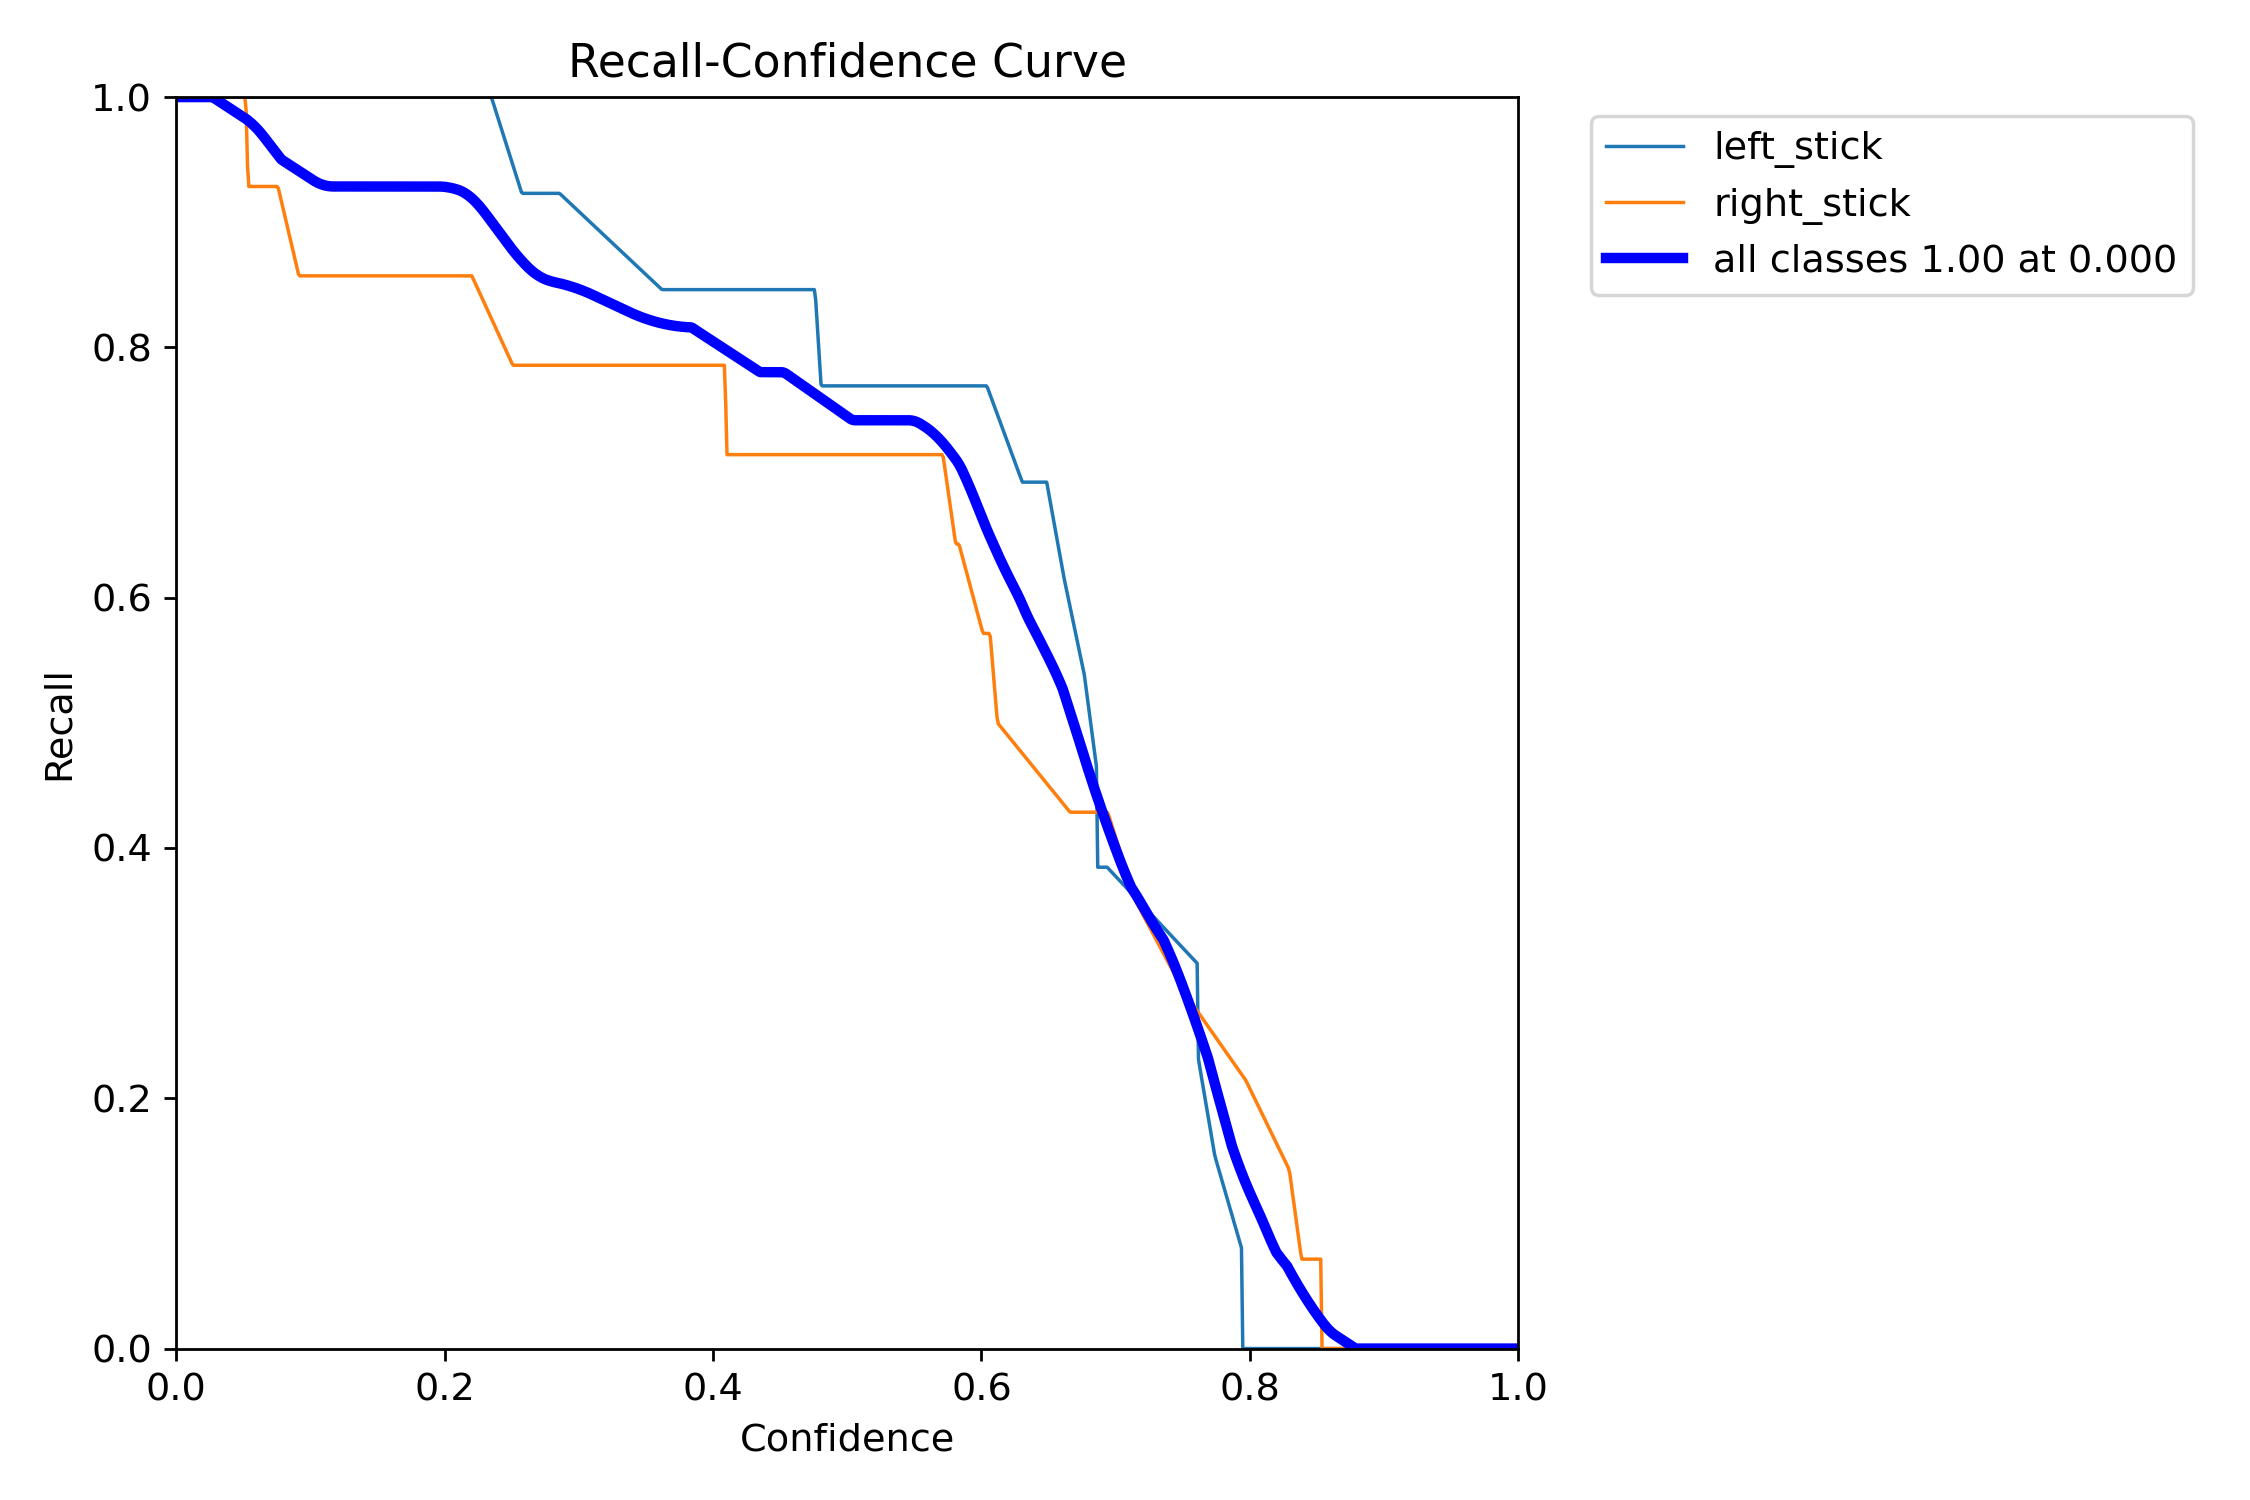 Recall-Confidence Curve
1.0
0.8
0.6
0.4
0.2
0.0
Recall
0.0 0.2 0.4 0.6 0.8 1.0
Confidence
left_stick
right_stick
all classes 1.00 at 0.000